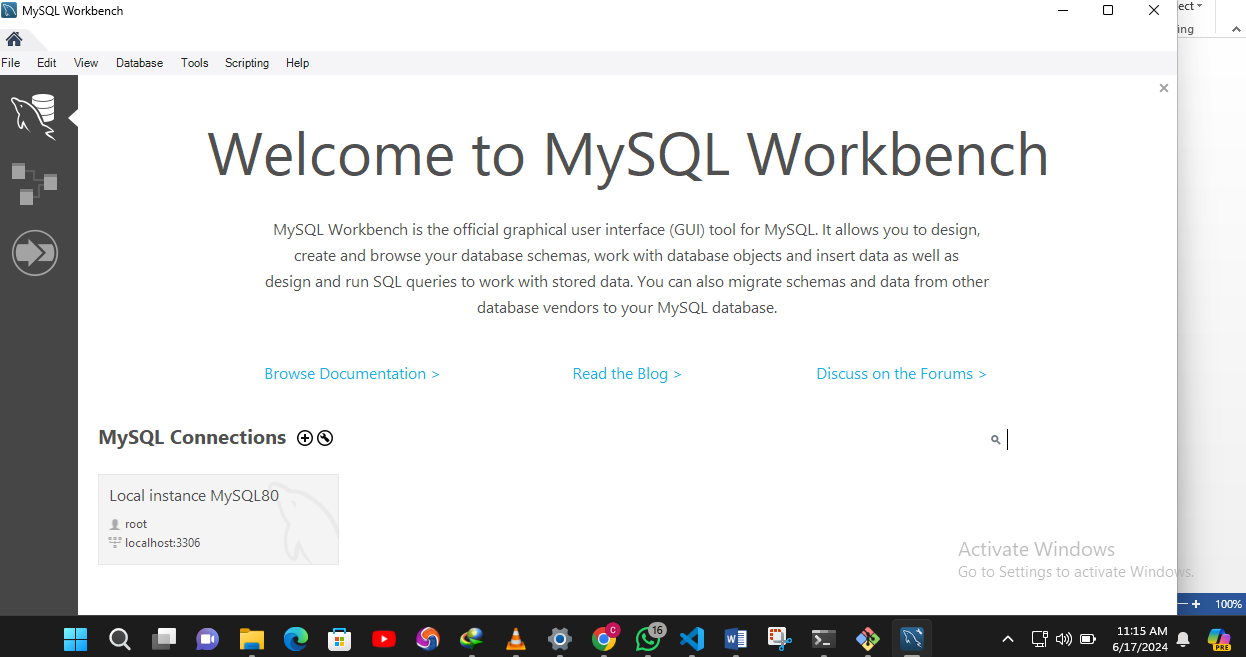 MySQL Workbench
ect
ing
File Edit View Database Tools Scripting Help
Welcome to MySQL Workbench
MySQL Workbench is the official graphical user interface (GUI) tool for MySQL. It allows you to design,
create and browse your database schemas, work with database objects and insert data as well as
design and run SQL queries to work with stored data. You can also migrate schemas and data from other
database vendors to your MySQL database.
Browse Documentation > Read the Blog > Discuss on the Forums >
MySQL Connections
Local instance MySQL80
root
localhost:3306
Activate Windows
Go to Settings to activate Windows.
100%
C
16
W
PRE
11:15 AM
6/17/2024